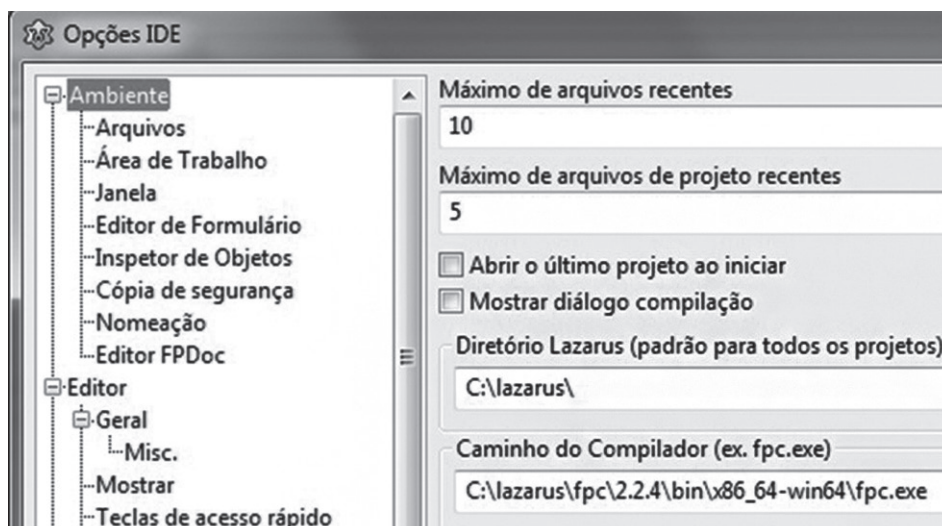 Opções IDE
Ambiente
Arquivos
Área de Trabalho
Janela
Editor de Formulário
Inspetor de Objetos
Cópia de segurança
Nomeação
Editor FPDoc
Editor
Geral
Misc.
Mostrar
Teclas de acesso rápido
Máximo de arquivos recentes
10
Máximo de arquivos de projeto recentes
5
Abrir o último projeto ao iniciar
Mostrar diálogo compilação
Diretório Lazarus (padrão para todos os projetos)
C:\lazarus\
Caminho do Compilador (ex. fpc.exe)
C:\lazarus\fpc\2.2.4\bin\x86_64-win64\fpc.exe